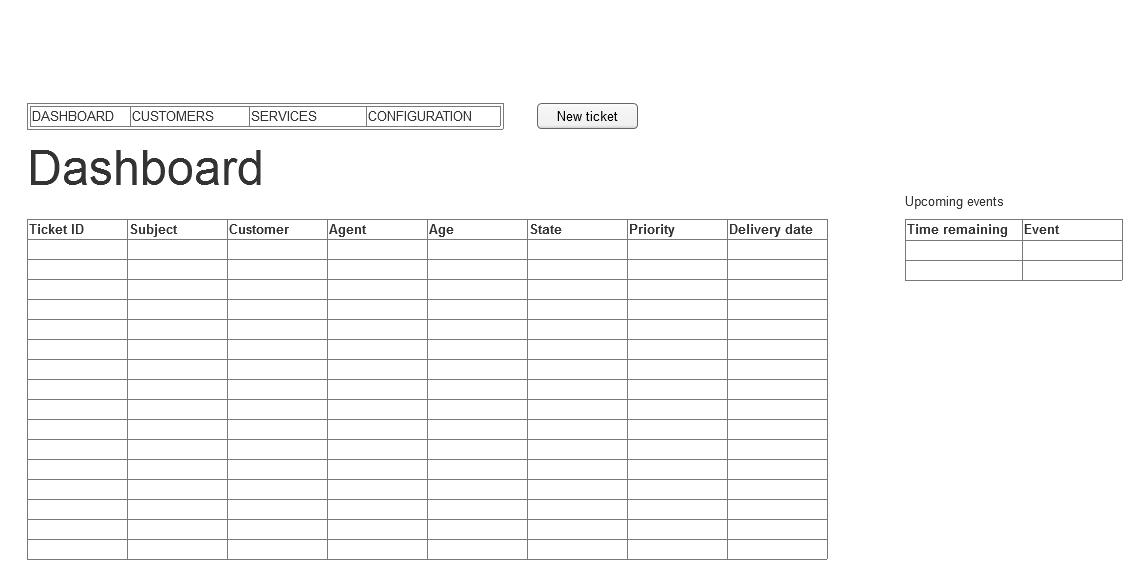 DASHBOARD CUSTOMERS SERVICES CONFIGURATION New ticket
Dashboard
Upcoming events
Ticket ID Subject Customer Agent Age State Priority Delivery date
Time remaining Event